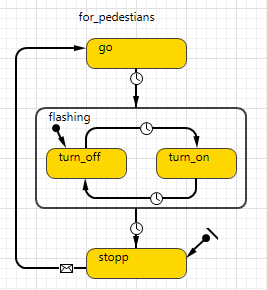 for_pedestians
go
flashing
turn_off
turn_on
stopp